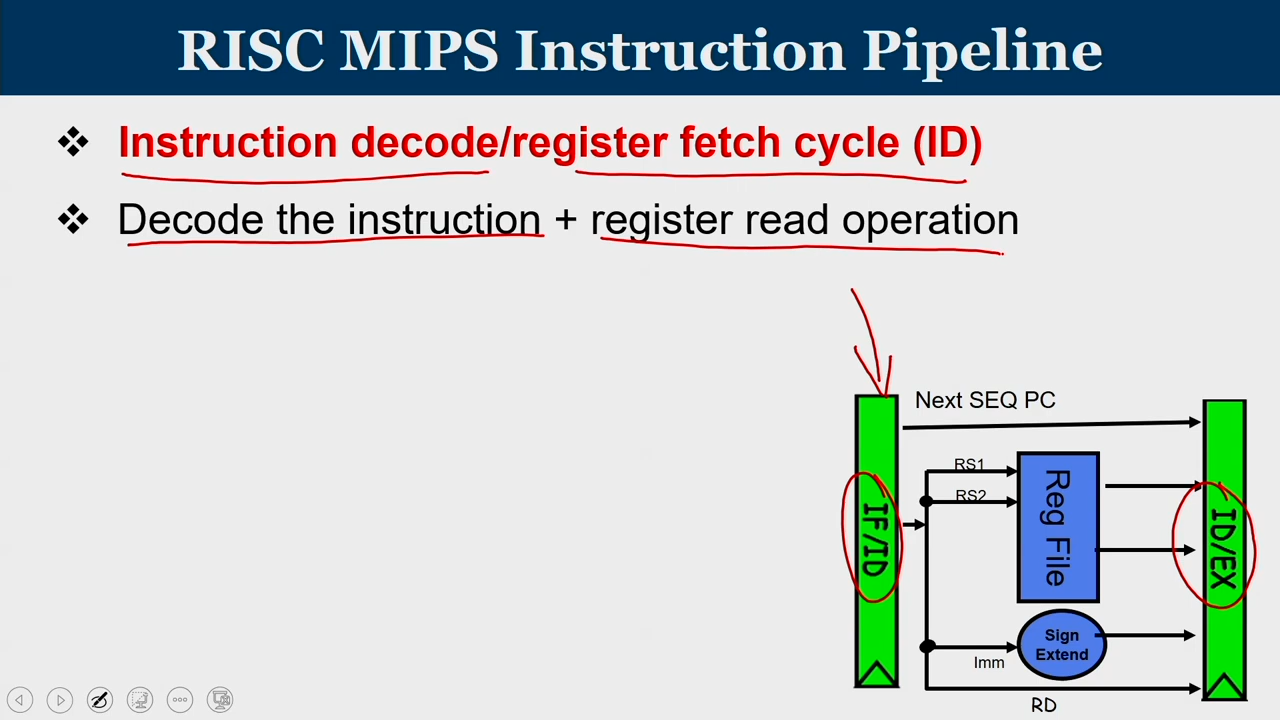 RISC MIPS Instruction Pipeline
❖ Instruction decode/register fetch cycle (ID)
❖ Decode the instruction + register read operation
Next SEQ PC
RS1
RS2
Reg File
IF/ID
ID/EX
Sign
Extend
Imm
RD